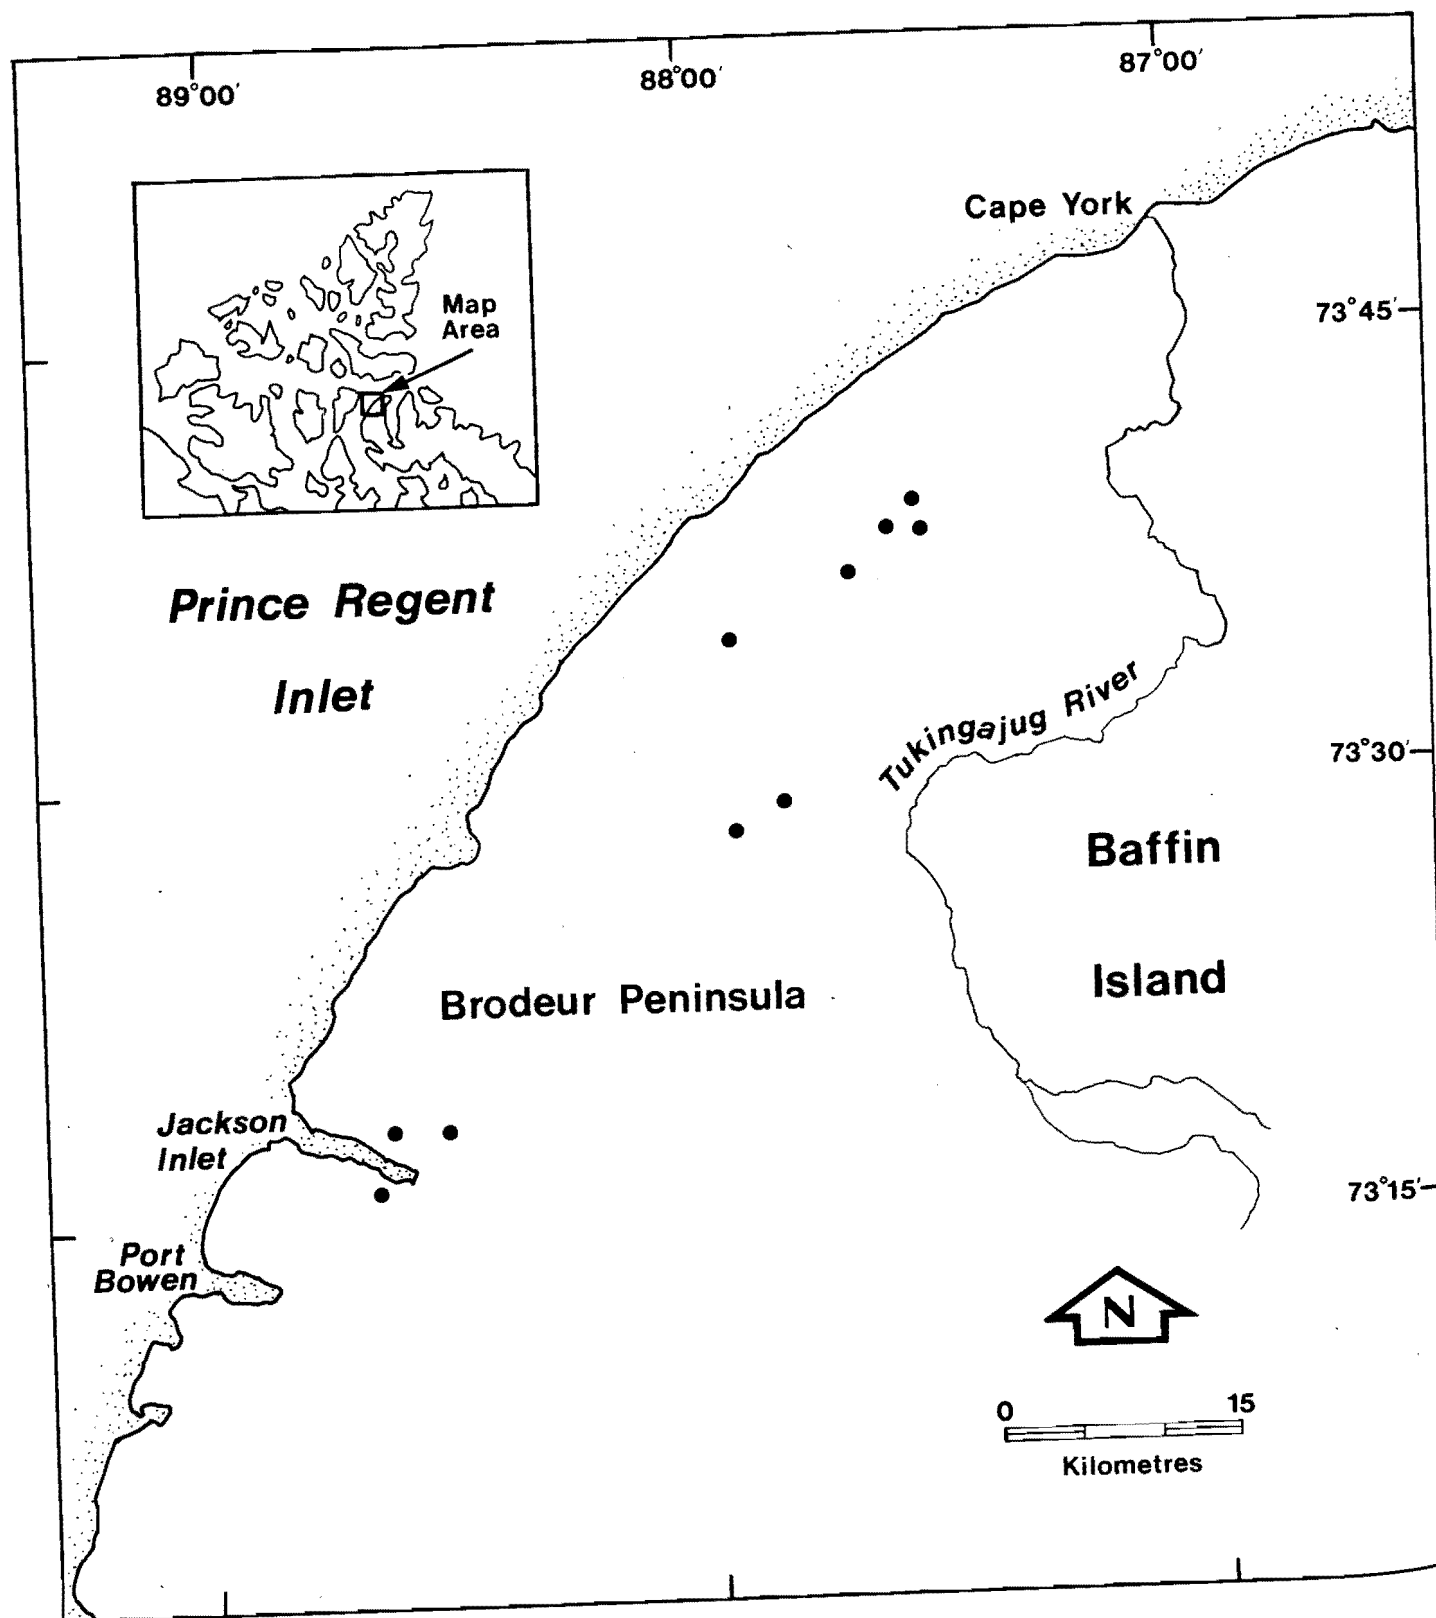 89°00'
88°00'
87°00'
Cape York
Map
Area
73°45'
Prince Regent
Inlet
Tukingajug River
73°30'
Baffin
Island
Brodeur Peninsula
Jackson
Inlet
73°15'
Port
Bowen
N
0 15
Kilometres